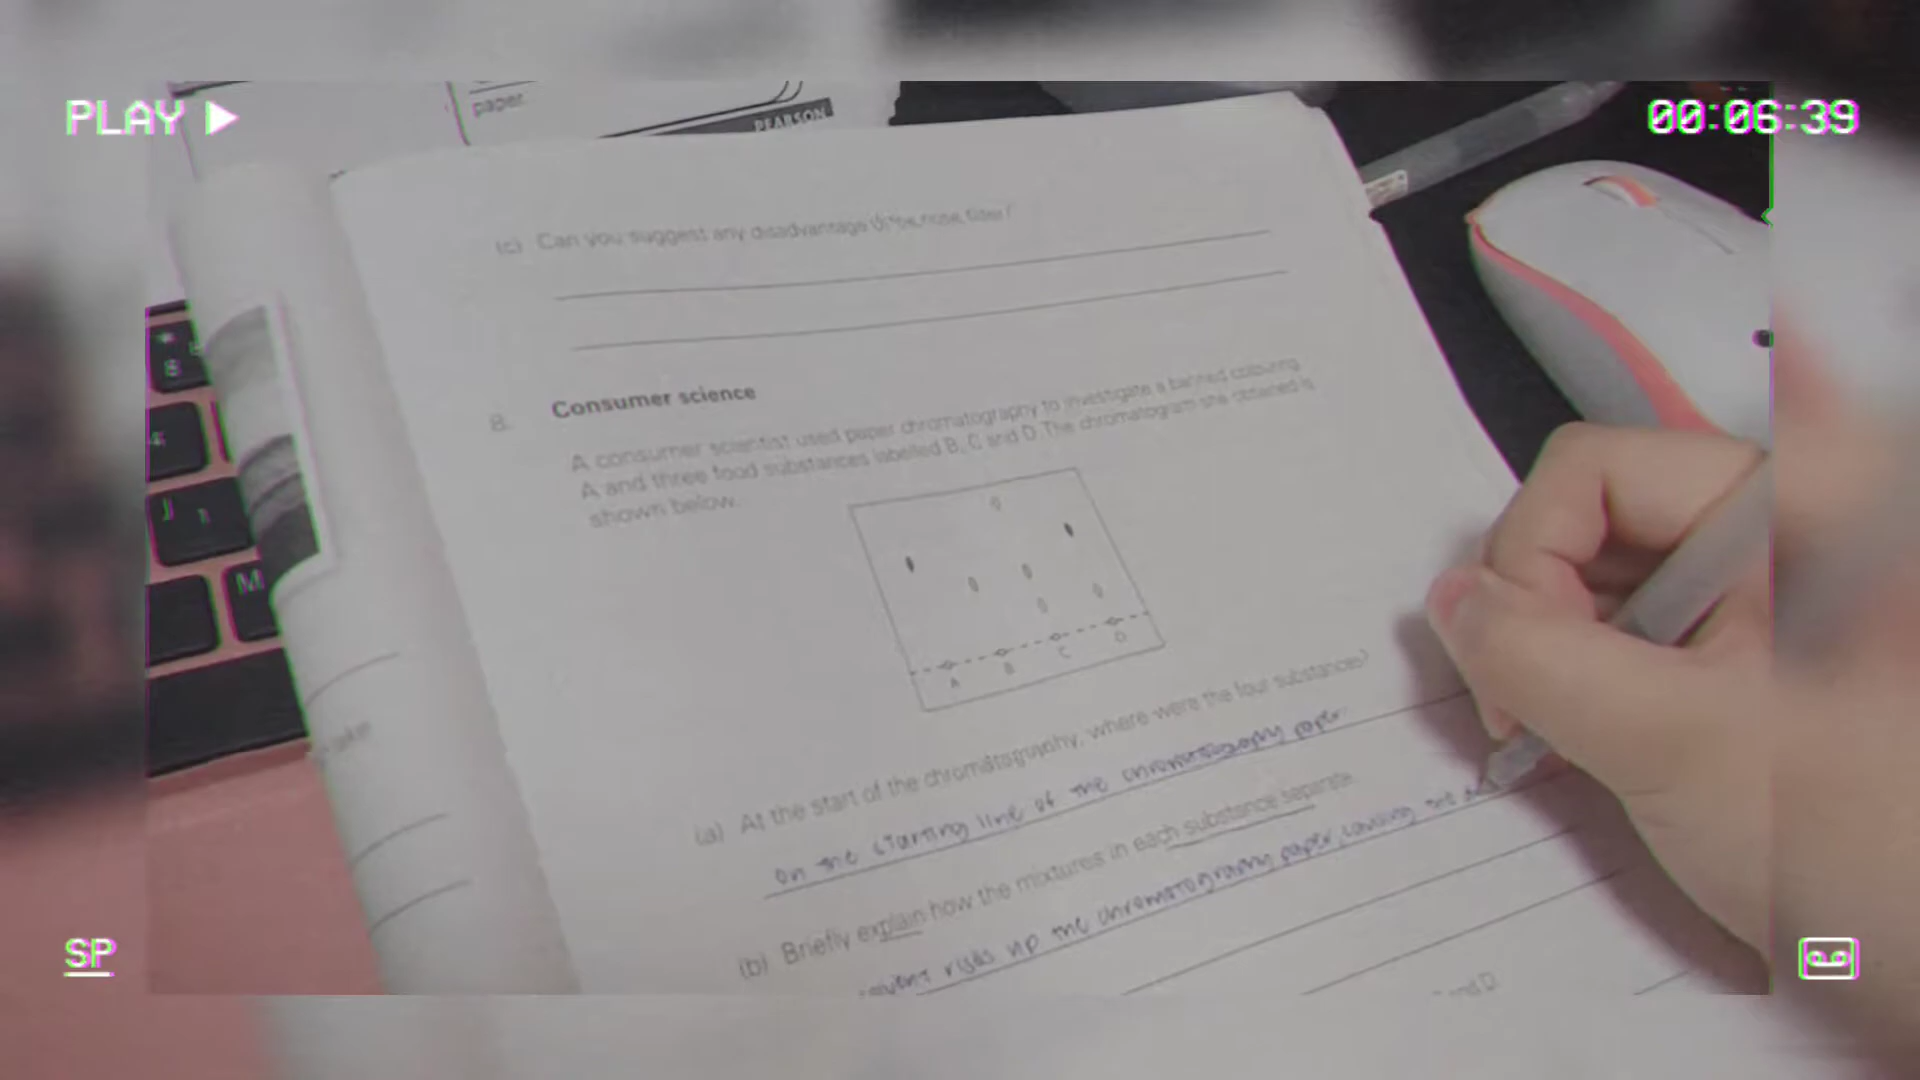 PLAY
00:06:39
paper.
PEARSON
(c) Can you suggest any disadvantage of the nose filter?
8. Consumer science
A consumer scientist used paper chromatography to investigate a banned colouring
A and three food substances labelled B, C and D. The chromatogram she obtained is
shown below.
A B C D
(a) At the start of the chromatography, where were the four substances?
on the starting line of the chromatography paper.
(b) Briefly explain how the mixtures in each substance separate.
rises up the chromatography paper, causing the
and D
8
J 1
M
SP